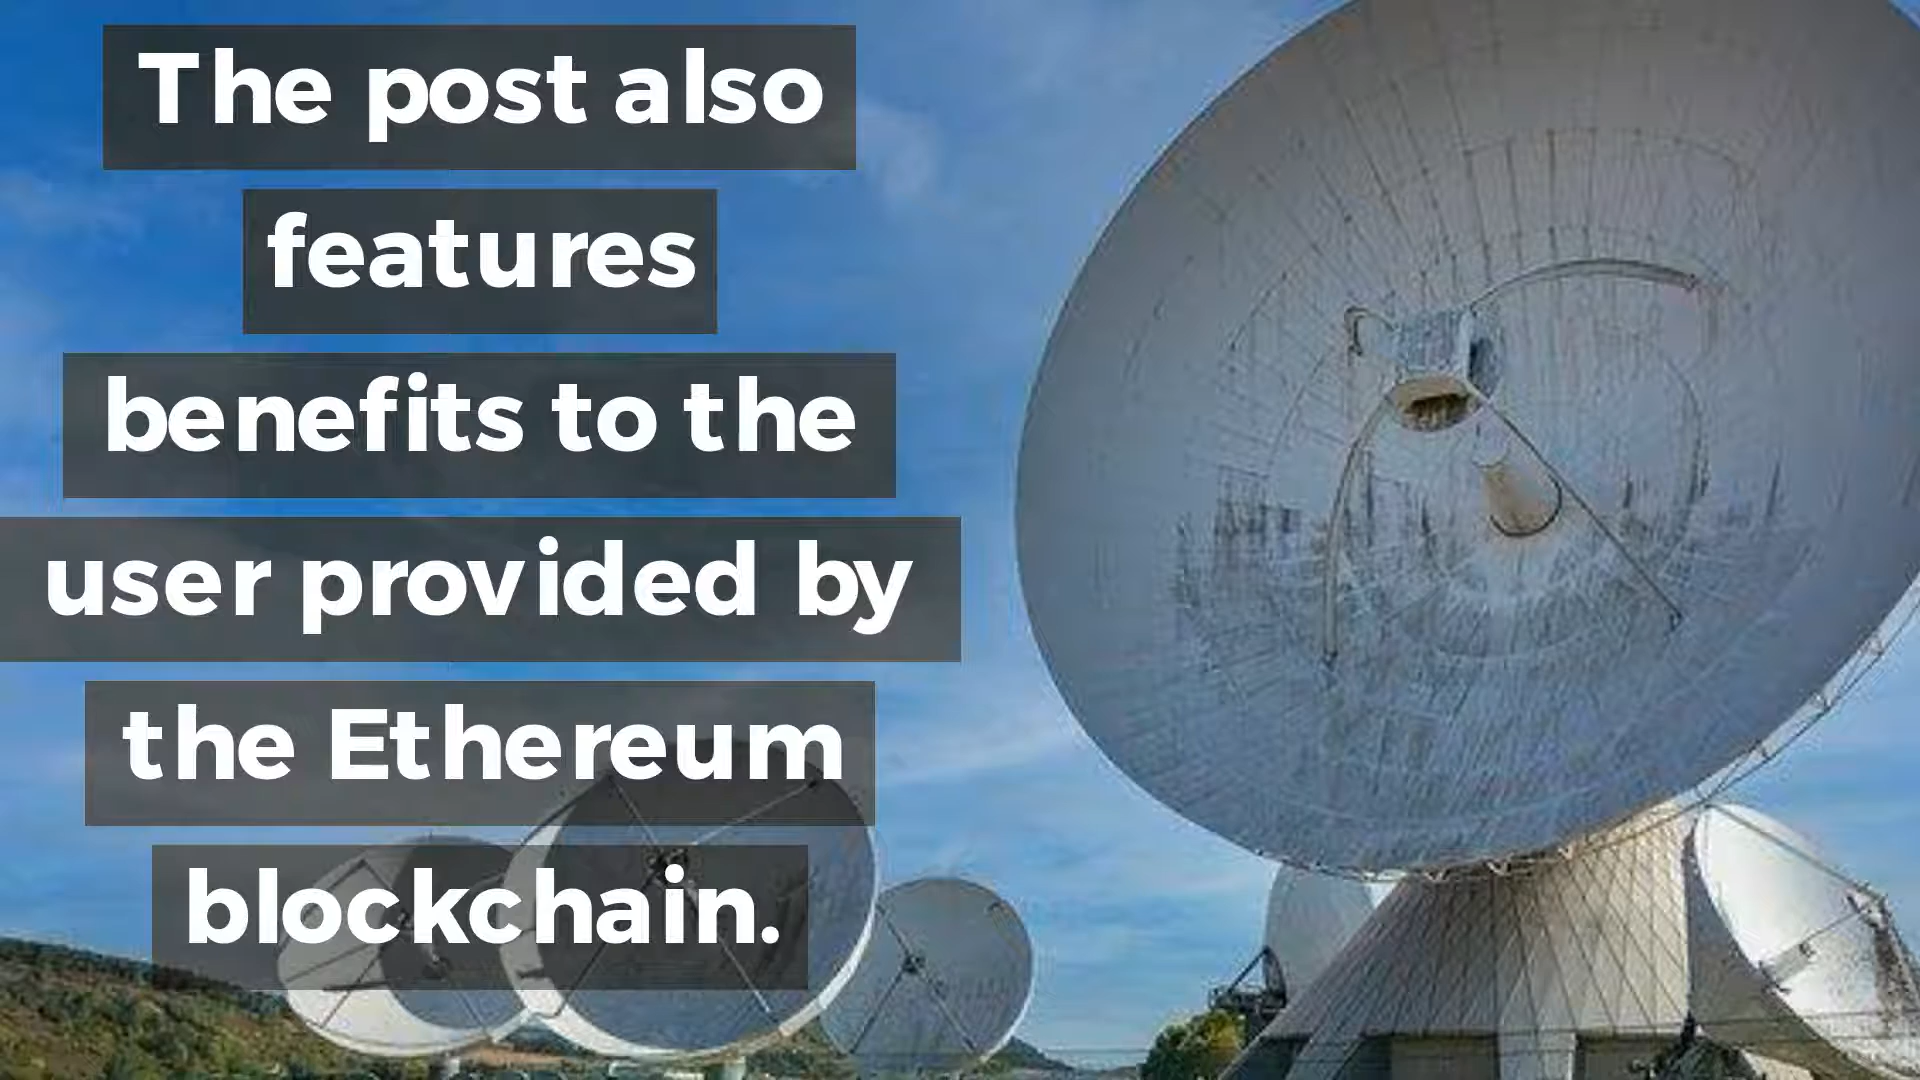 The post also
features
benefits to the
user provided by
the Ethereum
blockchain.